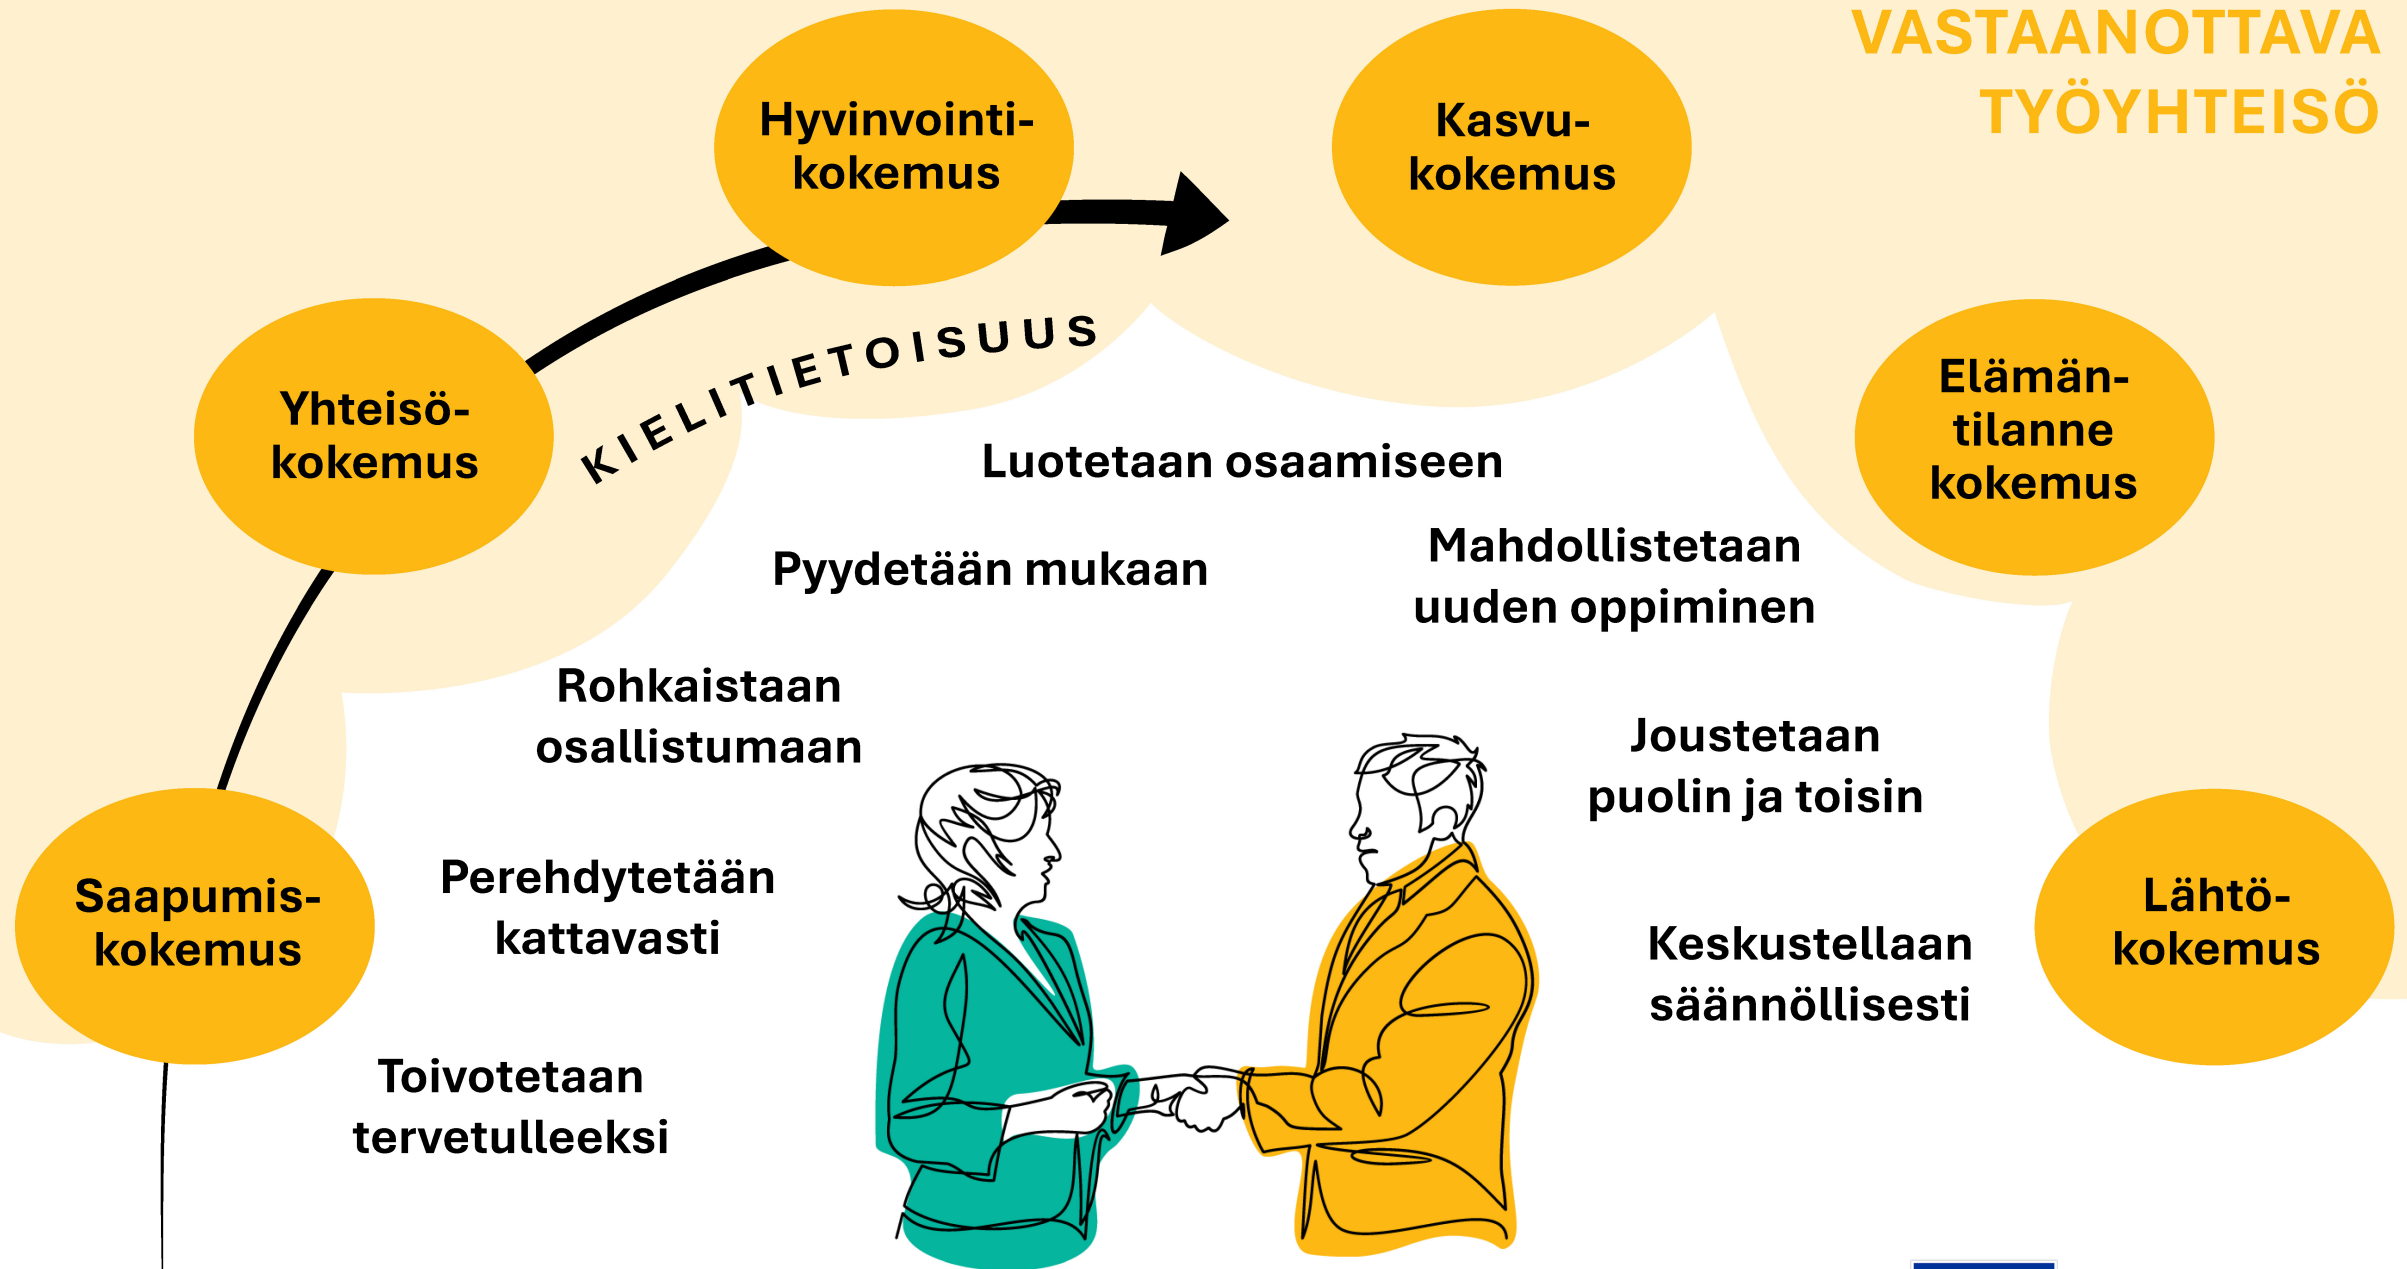 VASTAANOTTAVA
TYÖYHTEISÖ
Hyvinvointi-
kokemus
Kasvu-
kokemus
Yhteisö-
kokemus
KIELITIETOISUUS
Elämän-
tilanne
kokemus
Luotetaan osaamiseen
Pyydetään mukaan
Mahdollistetaan
uuden oppiminen
Rohkaistaan
osallistumaan
Joustetaan
puolin ja toisin
Saapumis-
kokemus
Perehdytetään
kattavasti
Keskustellaan
säännöllisesti
Lähtö-
kokemus
Toivotetaan
tervetulleeksi